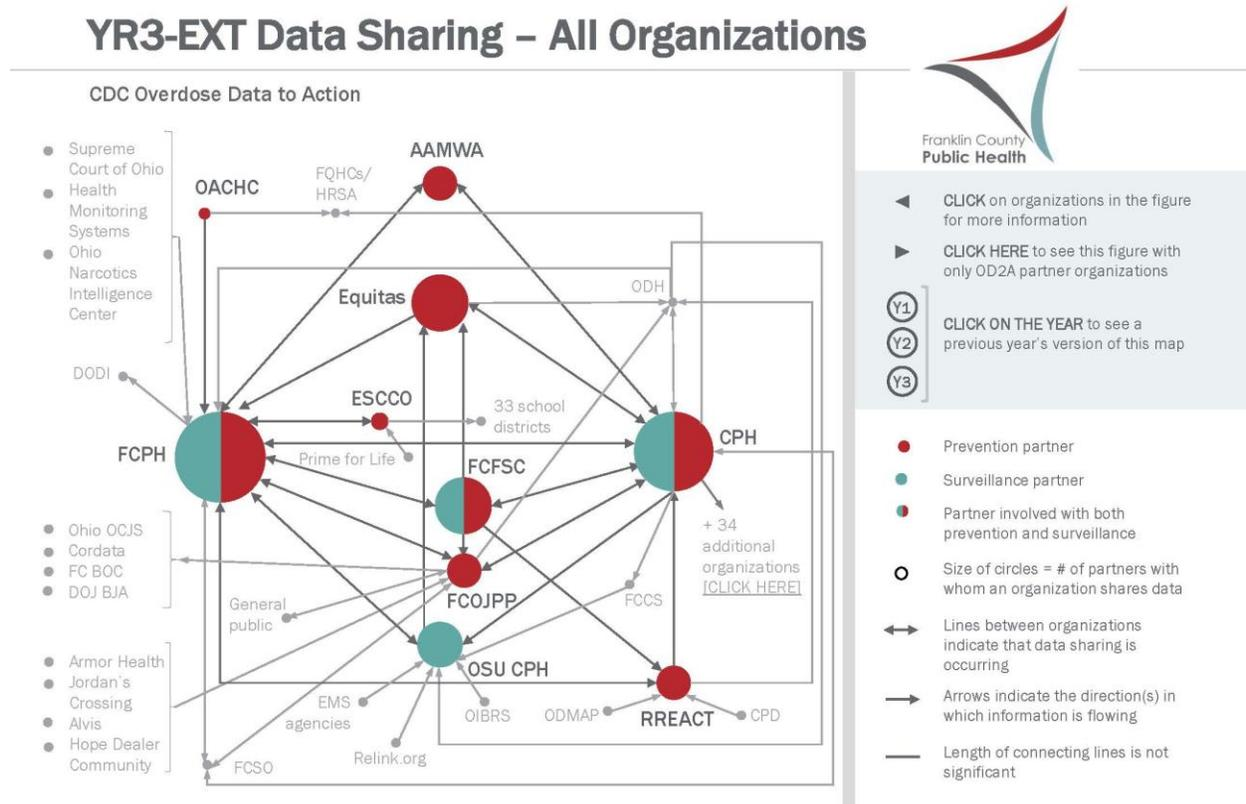 YR3-EXT Data Sharing – All Organizations
CDC Overdose Data to Action
Supreme
Court of Ohio
Health
Monitoring
Systems
Ohio
Narcotics
Intelligence
Center
OACHC
FQHCs/
HRSA
AAMWA
Equitas
ODH
DODI
ESCCO
33 school
districts
Prime for Life
FCPH
CPH
FCFSC
+ 34
additional
organizations
[CLICK HERE]
Ohio OCJS
Cordata
FC BOC
DOJ BJA
General
public
FCOJPP
FCCS
OSU CPH
Armor Health
Jordan`s
Crossing
Alvis
Hope Dealer
Community
EMS
agencies
OIBRS
ODMAP
RREACT
CPD
Relink.org
FCSO
Franklin County
Public Health
CLICK on organizations in the figure
for more information
CLICK HERE to see this figure with
only OD2A partner organizations
Y1
Y2
Y3
CLICK ON THE YEAR to see a
previous year's version of this map
Prevention partner
Surveillance partner
Partner involved with both
prevention and surveillance
Size of circles = # of partners with
whom an organization shares data
Lines between organizations
indicate that data sharing is
occurring
Arrows indicate the direction(s) in
which information is flowing
Length of connecting lines is not
significant